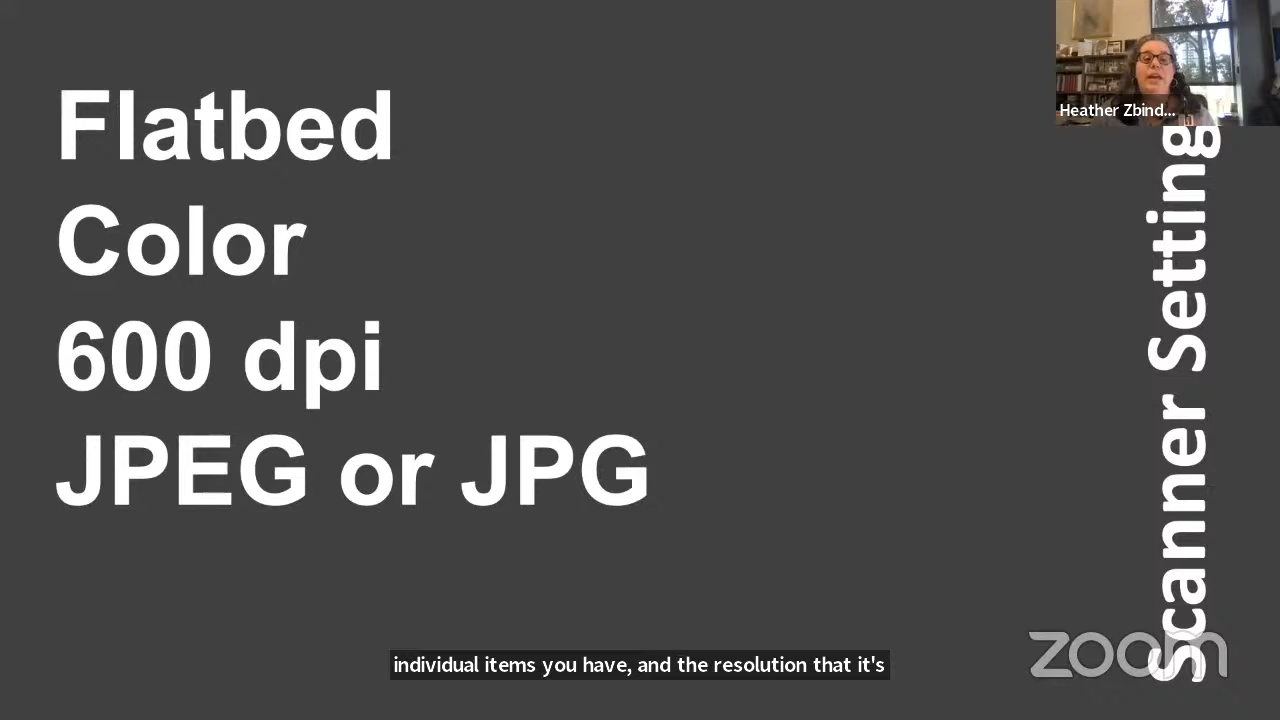 Flatbed
Color
600 dpi
JPEG or JPG
Scanner Setting
Heather Zbind...
individual items you have, and the resolution that it's
zoom